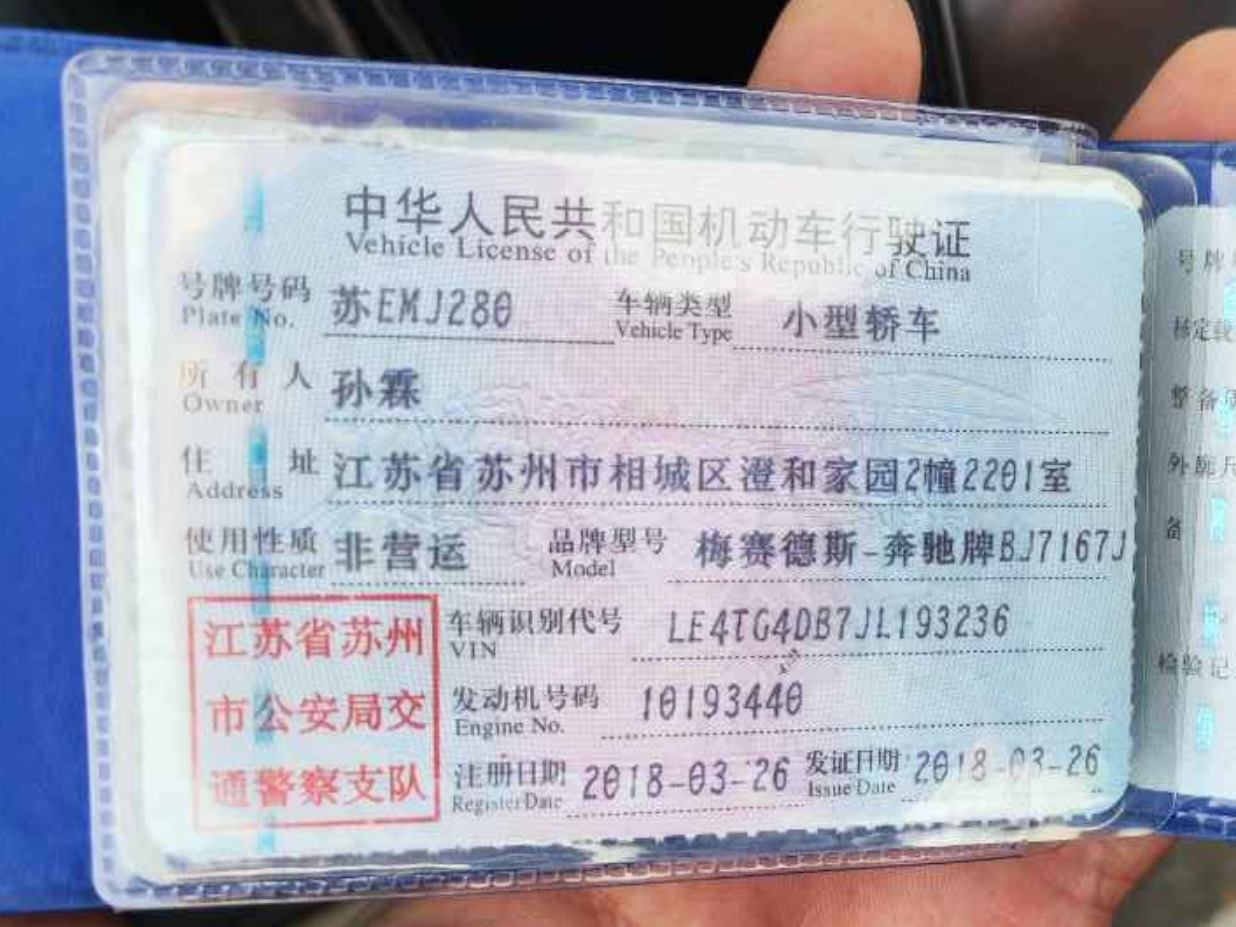 中华人民共和国机动车行驶证
Vehicle License of the People's Republic of China
号牌号码 苏EMJ280 车辆类型 小型轿车
Plate No. Vehicle Type
所有人 孙霖
Owner
住址 江苏省苏州市相城区澄和家园2幢2201室
Address
使用性质 非营运 品牌型号 梅赛德斯-奔驰牌BJ7167J
Use Character Model
江苏省苏州
市公安局交
通警察支队
车辆识别代号 LE4TG4DB7JL193236
VIN
发动机号码 10193440
Engine No.
注册日期 2018-03-26 发证日期 2018-03-26
Register Date Issue Date
号牌
核定载
整备质
外廓尺
备
检验记